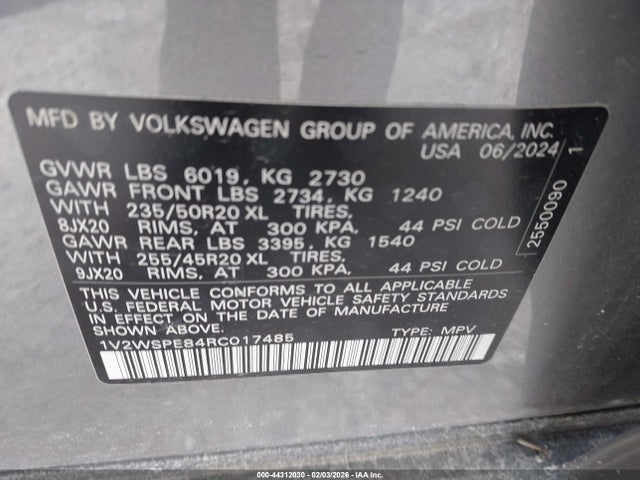 MFD BY VOLKSWAGEN GROUP OF AMERICA, INC.
USA 06/2024
GVWR LBS 6019, KG 2730
GAWR FRONT LBS 2734, KG 1240
WITH 235/50R20 XL TIRES,
8JX20 RIMS, AT 300 KPA, 44 PSI COLD
GAWR REAR LBS 3395, KG 1540
WITH 255/45R20 XL TIRES,
9JX20 RIMS, AT 300 KPA, 44 PSI COLD
THIS VEHICLE CONFORMS TO ALL APPLICABLE
U.S. FEDERAL MOTOR VEHICLE SAFETY STANDARDS
IN EFFECT ON THE DATE OF MANUFACTURE
SHOWN ABOVE.
1V2WSPE84RC017485 TYPE: MPV
2550090 1
000-44312030 - 02/03/2026 - Copyright © 2026 IAA, Inc.